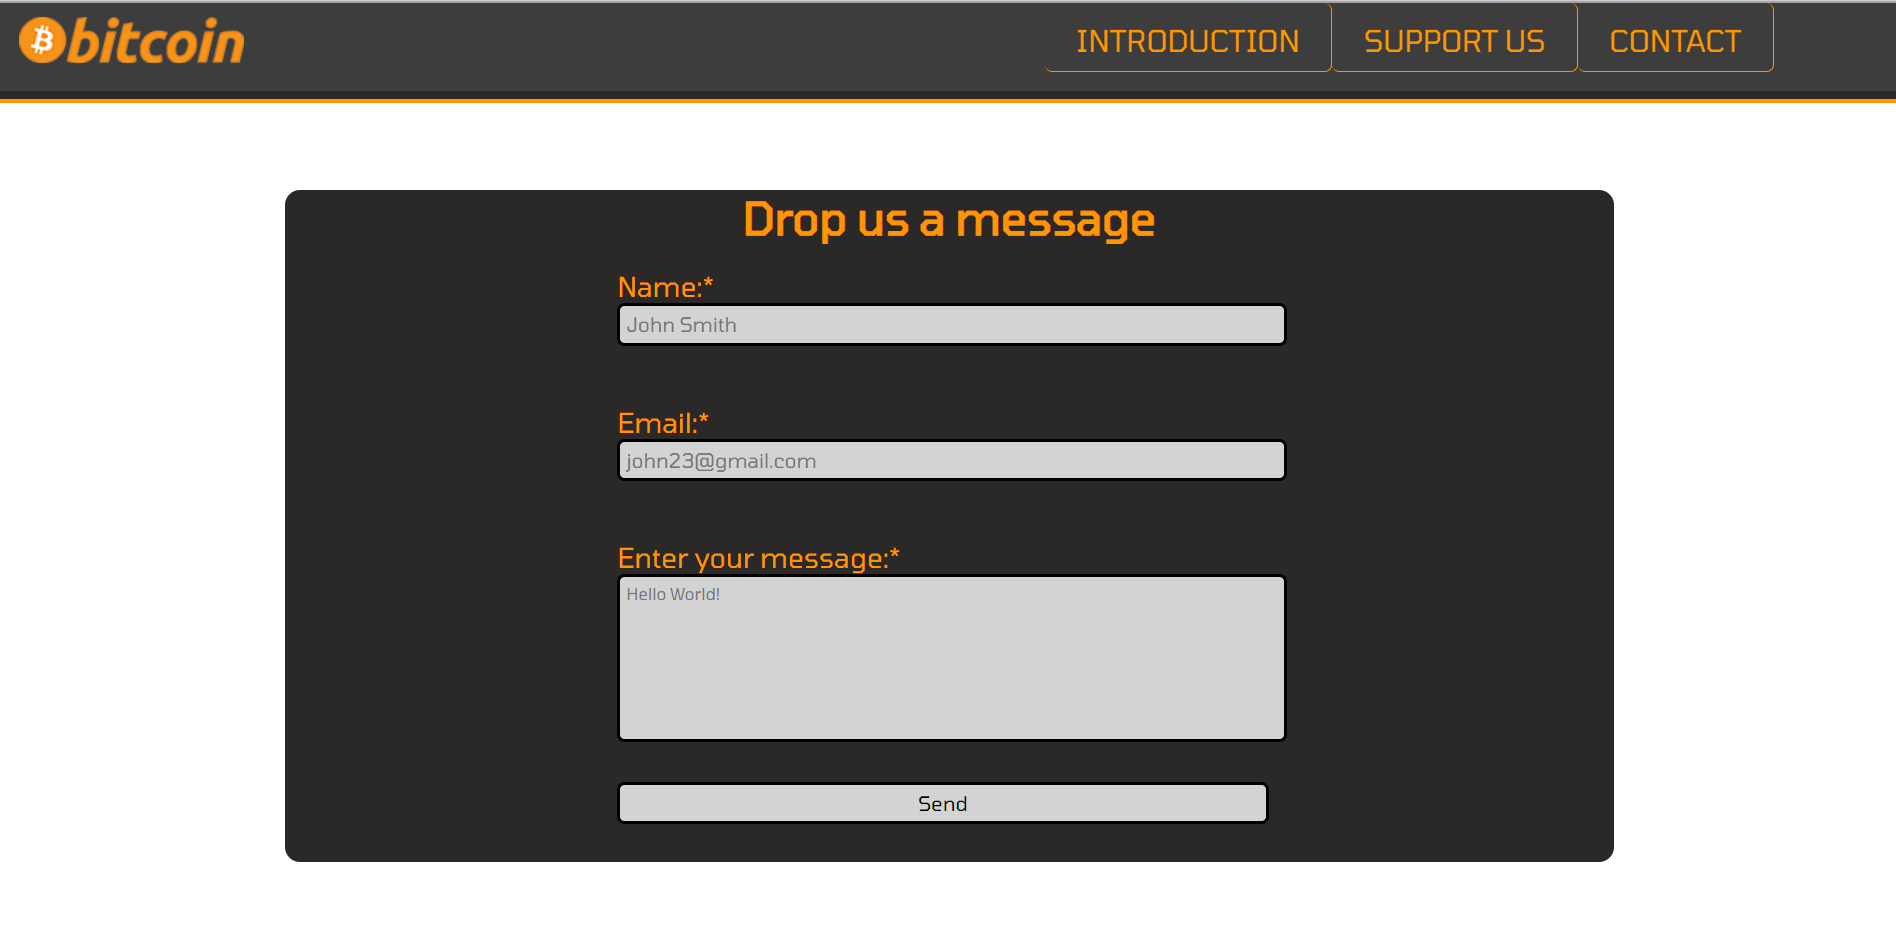 bitcoin
INTRODUCTION
SUPPORT US
CONTACT
Drop us a message
Name:*
John Smith
Email:*
john23@gmail.com
Enter your message:*
Hello World!
Send